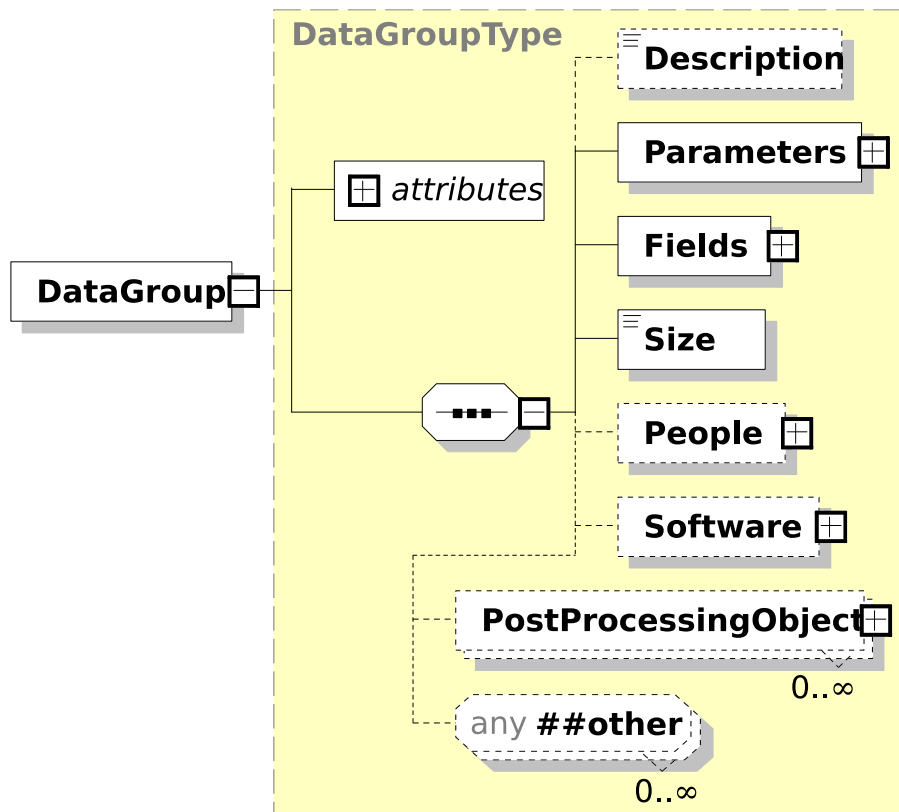 DataGroupType
Description
Parameters
attributes
Fields
DataGroup
Size
People
Software
PostProcessingObject
0..∞
any ##other
0..∞